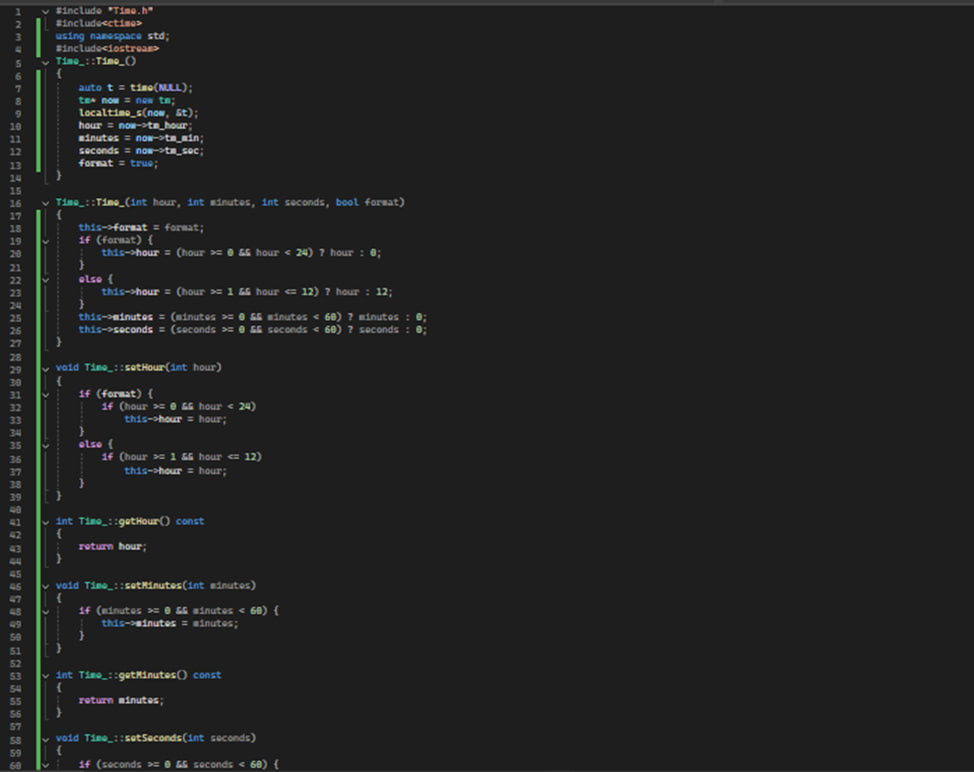 1 #include "Time.h"
2 #include<ctime>
3 using namespace std;
4 #include<iostream>
5 Time_::Time_()
6 {
7 auto t = time(NULL);
8 tm* now = new tm;
9 localtime_s(now, &t);
10 hour = now->tm_hour;
11 minutes = now->tm_min;
12 seconds = now->tm_sec;
13 format = true;
14 }
15
16 Time_::Time_(int hour, int minutes, int seconds, bool format)
17 {
18 this->format = format;
19 if (format) {
20 this->hour = (hour >= 0 && hour < 24) ? hour : 0;
21 }
22 else {
23 this->hour = (hour >= 1 && hour <= 12) ? hour : 12;
24 }
25 this->minutes = (minutes >= 0 && minutes < 60) ? minutes : 0;
26 this->seconds = (seconds >= 0 && seconds < 60) ? seconds : 0;
27 }
28
29 void Time_::setHour(int hour)
30 {
31 if (format) {
32 if (hour >= 0 && hour < 24)
33 this->hour = hour;
34 }
35 else {
36 if (hour >= 1 && hour <= 12)
37 this->hour = hour;
38 }
39 }
40
41 int Time_::getHour() const
42 {
43 return hour;
44 }
45
46 void Time_::setMinutes(int minutes)
47 {
48 if (minutes >= 0 && minutes < 60) {
49 this->minutes = minutes;
50 }
51 }
52
53 int Time_::getMinutes() const
54 {
55 return minutes;
56 }
57
58 void Time_::setSeconds(int seconds)
59 {
60 if (seconds >= 0 && seconds < 60) {